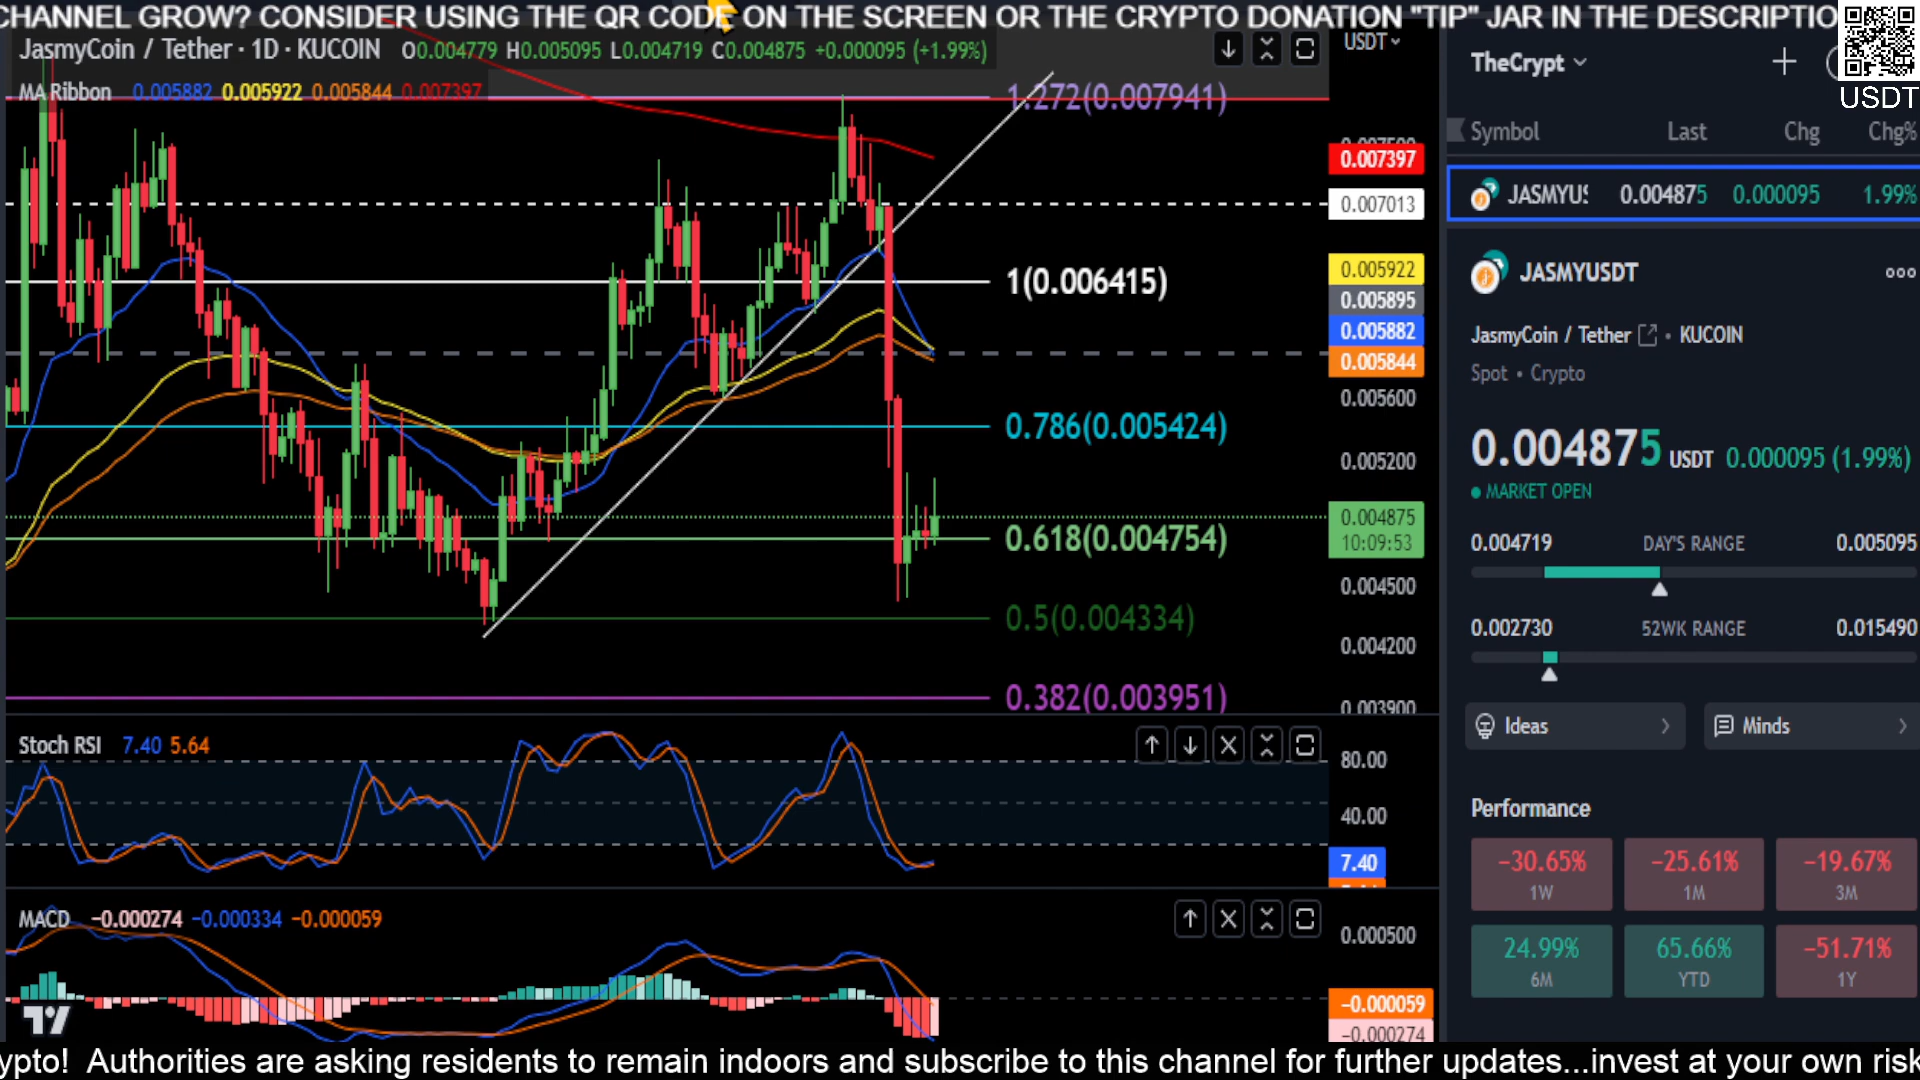 CHANNEL GROW? CONSIDER USING THE QR CODE ON THE SCREEN OR THE CRYPTO DONATION "TIP" JAR IN THE DESCRIPTIO
JasmyCoin / Tether · 1D · KUCOIN O0.004779 H0.005095 L0.004719 C0.004875 +0.000095 (+1.99%)
USDT
MA Ribbon 0.005882 0.005922 0.005844 0.007397
1.272(0.007941)
0.007397
0.007013
1(0.006415)
0.005922
0.005895
0.005882
0.005844
0.005600
0.786(0.005424)
0.005200
0.004875
10:09:53
0.618(0.004754)
0.004500
0.5(0.004334)
0.004200
0.382(0.003951)
0.003900
Stoch RSI 7.40 5.64
80.00
40.00
7.40
MACD -0.000274 -0.000334 -0.000059
0.000500
-0.000059
-0.000274
TheCrypt
USDT
Symbol Last Chg Chg%
JASMYUS 0.004875 0.000095 1.99%
JASMYUSDT
JasmyCoin / Tether • KUCOIN
Spot • Crypto
0.004875 USDT 0.000095 (1.99%)
MARKET OPEN
0.004719 DAY'S RANGE 0.005095
0.002730 52WK RANGE 0.015490
Ideas
Minds
Performance
-30.65% -25.61% -19.67%
1W 1M 3M
24.99% 65.66% -51.71%
6M YTD 1Y
ypto! Authorities are asking residents to remain indoors and subscribe to this channel for further updates...invest at your own risk